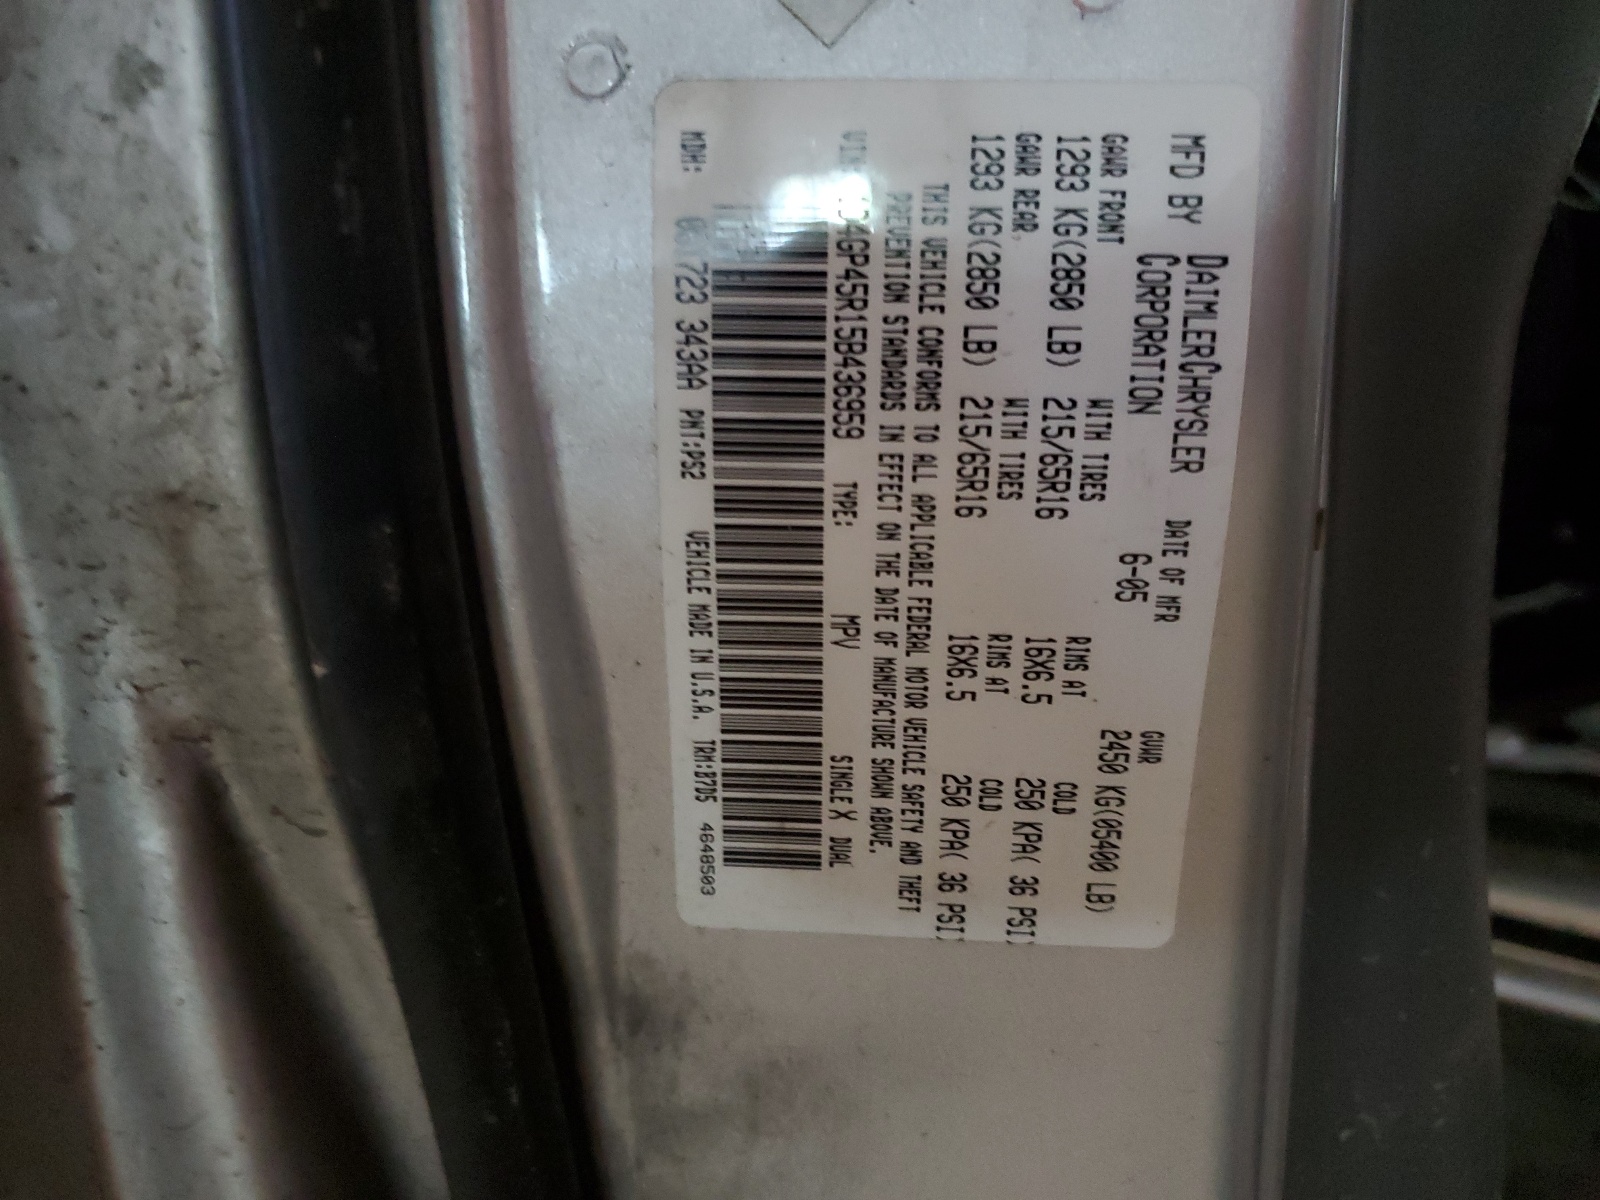 MFD BY DAIMLERCHRYSLER CORPORATION DATE OF MFR 6-05 GVWR 2450 KG(05400 LB)
GAWR FRONT WITH TIRES RIMS AT COLD
1293 KG(2850 LB) 215/65R16 16X6.5 250 KPA( 36 PSI)
GAWR REAR, WITH TIRES RIMS AT COLD
1293 KG(2850 LB) 215/65R16 16X6.5 250 KPA( 36 PSI)
THIS VEHICLE CONFORMS TO ALL APPLICABLE FEDERAL MOTOR VEHICLE SAFETY AND THEFT
PREVENTION STANDARDS IN EFFECT ON THE DATE OF MANUFACTURE SHOWN ABOVE.
TYPE: MPV SINGLE X DUAL
MDH: 343AA PNT:PS2 VEHICLE MADE IN U.S.A. TRM:B7D5 4648503